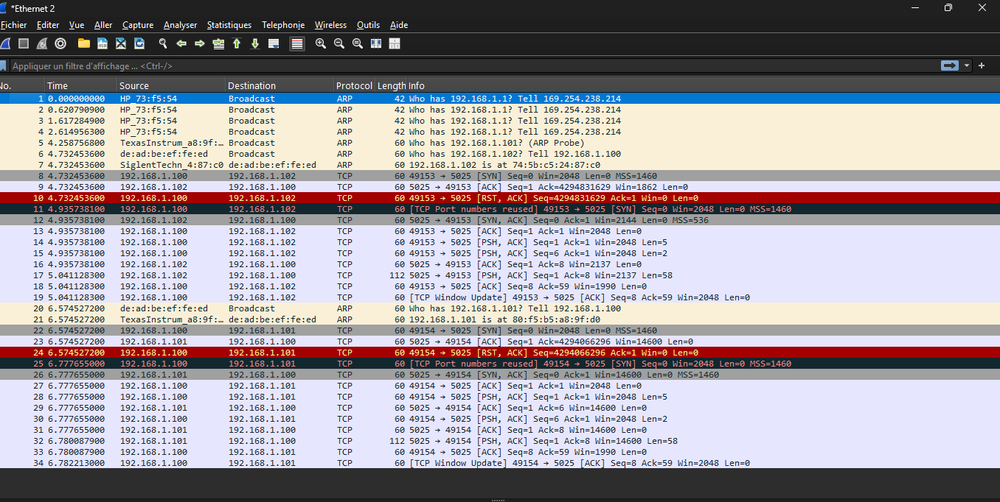 *Ethernet 2
Fichier Editer Vue Aller Capture Analyser Statistiques Telephonie Wireless Outils Aide
Appliquer un filtre d'affichage ... <Ctrl-/>
No. Time Source Destination Protocol Length Info
1 0.000000000 HP_73:f5:54 Broadcast ARP 42 Who has 192.168.1.1? Tell 169.254.238.214
2 0.620790900 HP_73:f5:54 Broadcast ARP 42 Who has 192.168.1.1? Tell 169.254.238.214
3 1.617284900 HP_73:f5:54 Broadcast ARP 42 Who has 192.168.1.1? Tell 169.254.238.214
4 2.614956300 HP_73:f5:54 Broadcast ARP 42 Who has 192.168.1.1? Tell 169.254.238.214
5 4.258756800 TexasInstrum_a8:9f:… Broadcast ARP 60 Who has 192.168.1.101? (ARP Probe)
6 4.732453600 de:ad:be:ef:fe:ed Broadcast ARP 60 Who has 192.168.1.102? Tell 192.168.1.100
7 4.732453600 SiglentTechn_4:87:c0 de:ad:be:ef:fe:ed ARP 60 192.168.1.102 is at 74:5b:c5:24:87:c0
8 4.732453600 192.168.1.100 192.168.1.102 TCP 60 49153 → 5025 [SYN] Seq=0 Win=2048 Len=0 MSS=1460
9 4.732453600 192.168.1.102 192.168.1.100 TCP 60 5025 → 49153 [ACK] Seq=1 Ack=4294831629 Win=1862 Len=0
10 4.732453600 192.168.1.100 192.168.1.102 TCP 60 49153 → 5025 [RST, ACK] Seq=4294831629 Ack=1 Win=0 Len=0
11 4.935738100 192.168.1.100 192.168.1.102 TCP 60 [TCP Port numbers reused] 49153 → 5025 [SYN] Seq=0 Win=2048 Len=0 MSS=1460
12 4.935738100 192.168.1.102 192.168.1.100 TCP 60 5025 → 49153 [SYN, ACK] Seq=0 Ack=1 Win=2144 Len=0 MSS=536
13 4.935738100 192.168.1.100 192.168.1.102 TCP 60 49153 → 5025 [ACK] Seq=1 Ack=1 Win=2048 Len=0
14 4.935738100 192.168.1.100 192.168.1.102 TCP 60 49153 → 5025 [PSH, ACK] Seq=1 Ack=1 Win=2048 Len=5
15 4.935738100 192.168.1.100 192.168.1.102 TCP 60 49153 → 5025 [PSH, ACK] Seq=6 Ack=1 Win=2048 Len=2
16 4.935738100 192.168.1.102 192.168.1.100 TCP 60 5025 → 49153 [ACK] Seq=1 Ack=8 Win=2137 Len=0
17 5.041128300 192.168.1.102 192.168.1.100 TCP 112 5025 → 49153 [PSH, ACK] Seq=1 Ack=8 Win=2137 Len=58
18 5.041128300 192.168.1.100 192.168.1.102 TCP 60 49153 → 5025 [ACK] Seq=8 Ack=59 Win=1990 Len=0
19 5.041128300 192.168.1.100 192.168.1.102 TCP 60 [TCP Window Update] 49153 → 5025 [ACK] Seq=8 Ack=59 Win=2048 Len=0
20 6.574527200 de:ad:be:ef:fe:ed Broadcast ARP 60 Who has 192.168.1.101? Tell 192.168.1.100
21 6.574527200 TexasInstrum_a8:9f:… de:ad:be:ef:fe:ed ARP 60 192.168.1.101 is at 80:f5:b5:a8:9f:d0
22 6.574527200 192.168.1.100 192.168.1.101 TCP 60 49154 → 5025 [SYN] Seq=0 Win=2048 Len=0 MSS=1460
23 6.574527200 192.168.1.101 192.168.1.100 TCP 60 5025 → 49154 [ACK] Seq=1 Ack=4294066296 Win=14600 Len=0
24 6.574527200 192.168.1.100 192.168.1.101 TCP 60 49154 → 5025 [RST, ACK] Seq=4294066296 Ack=1 Win=0 Len=0
25 6.777655000 192.168.1.100 192.168.1.101 TCP 60 [TCP Port numbers reused] 49154 → 5025 [SYN] Seq=0 Win=2048 Len=0 MSS=1460
26 6.777655000 192.168.1.101 192.168.1.100 TCP 60 5025 → 49154 [SYN, ACK] Seq=0 Ack=1 Win=14600 Len=0 MSS=1460
27 6.777655000 192.168.1.100 192.168.1.101 TCP 60 49154 → 5025 [ACK] Seq=1 Ack=1 Win=2048 Len=0
28 6.777655000 192.168.1.100 192.168.1.101 TCP 60 49154 → 5025 [PSH, ACK] Seq=1 Ack=1 Win=2048 Len=5
29 6.777655000 192.168.1.101 192.168.1.100 TCP 60 5025 → 49154 [ACK] Seq=1 Ack=6 Win=14600 Len=0
30 6.777655000 192.168.1.100 192.168.1.101 TCP 60 49154 → 5025 [PSH, ACK] Seq=6 Ack=1 Win=2048 Len=2
31 6.777655000 192.168.1.101 192.168.1.100 TCP 60 5025 → 49154 [ACK] Seq=1 Ack=8 Win=14600 Len=0
32 6.780087900 192.168.1.101 192.168.1.100 TCP 112 5025 → 49154 [PSH, ACK] Seq=1 Ack=8 Win=14600 Len=58
33 6.780087900 192.168.1.100 192.168.1.101 TCP 60 49154 → 5025 [ACK] Seq=8 Ack=59 Win=1990 Len=0
34 6.782213000 192.168.1.100 192.168.1.101 TCP 60 [TCP Window Update] 49154 → 5025 [ACK] Seq=8 Ack=59 Win=2048 Len=0